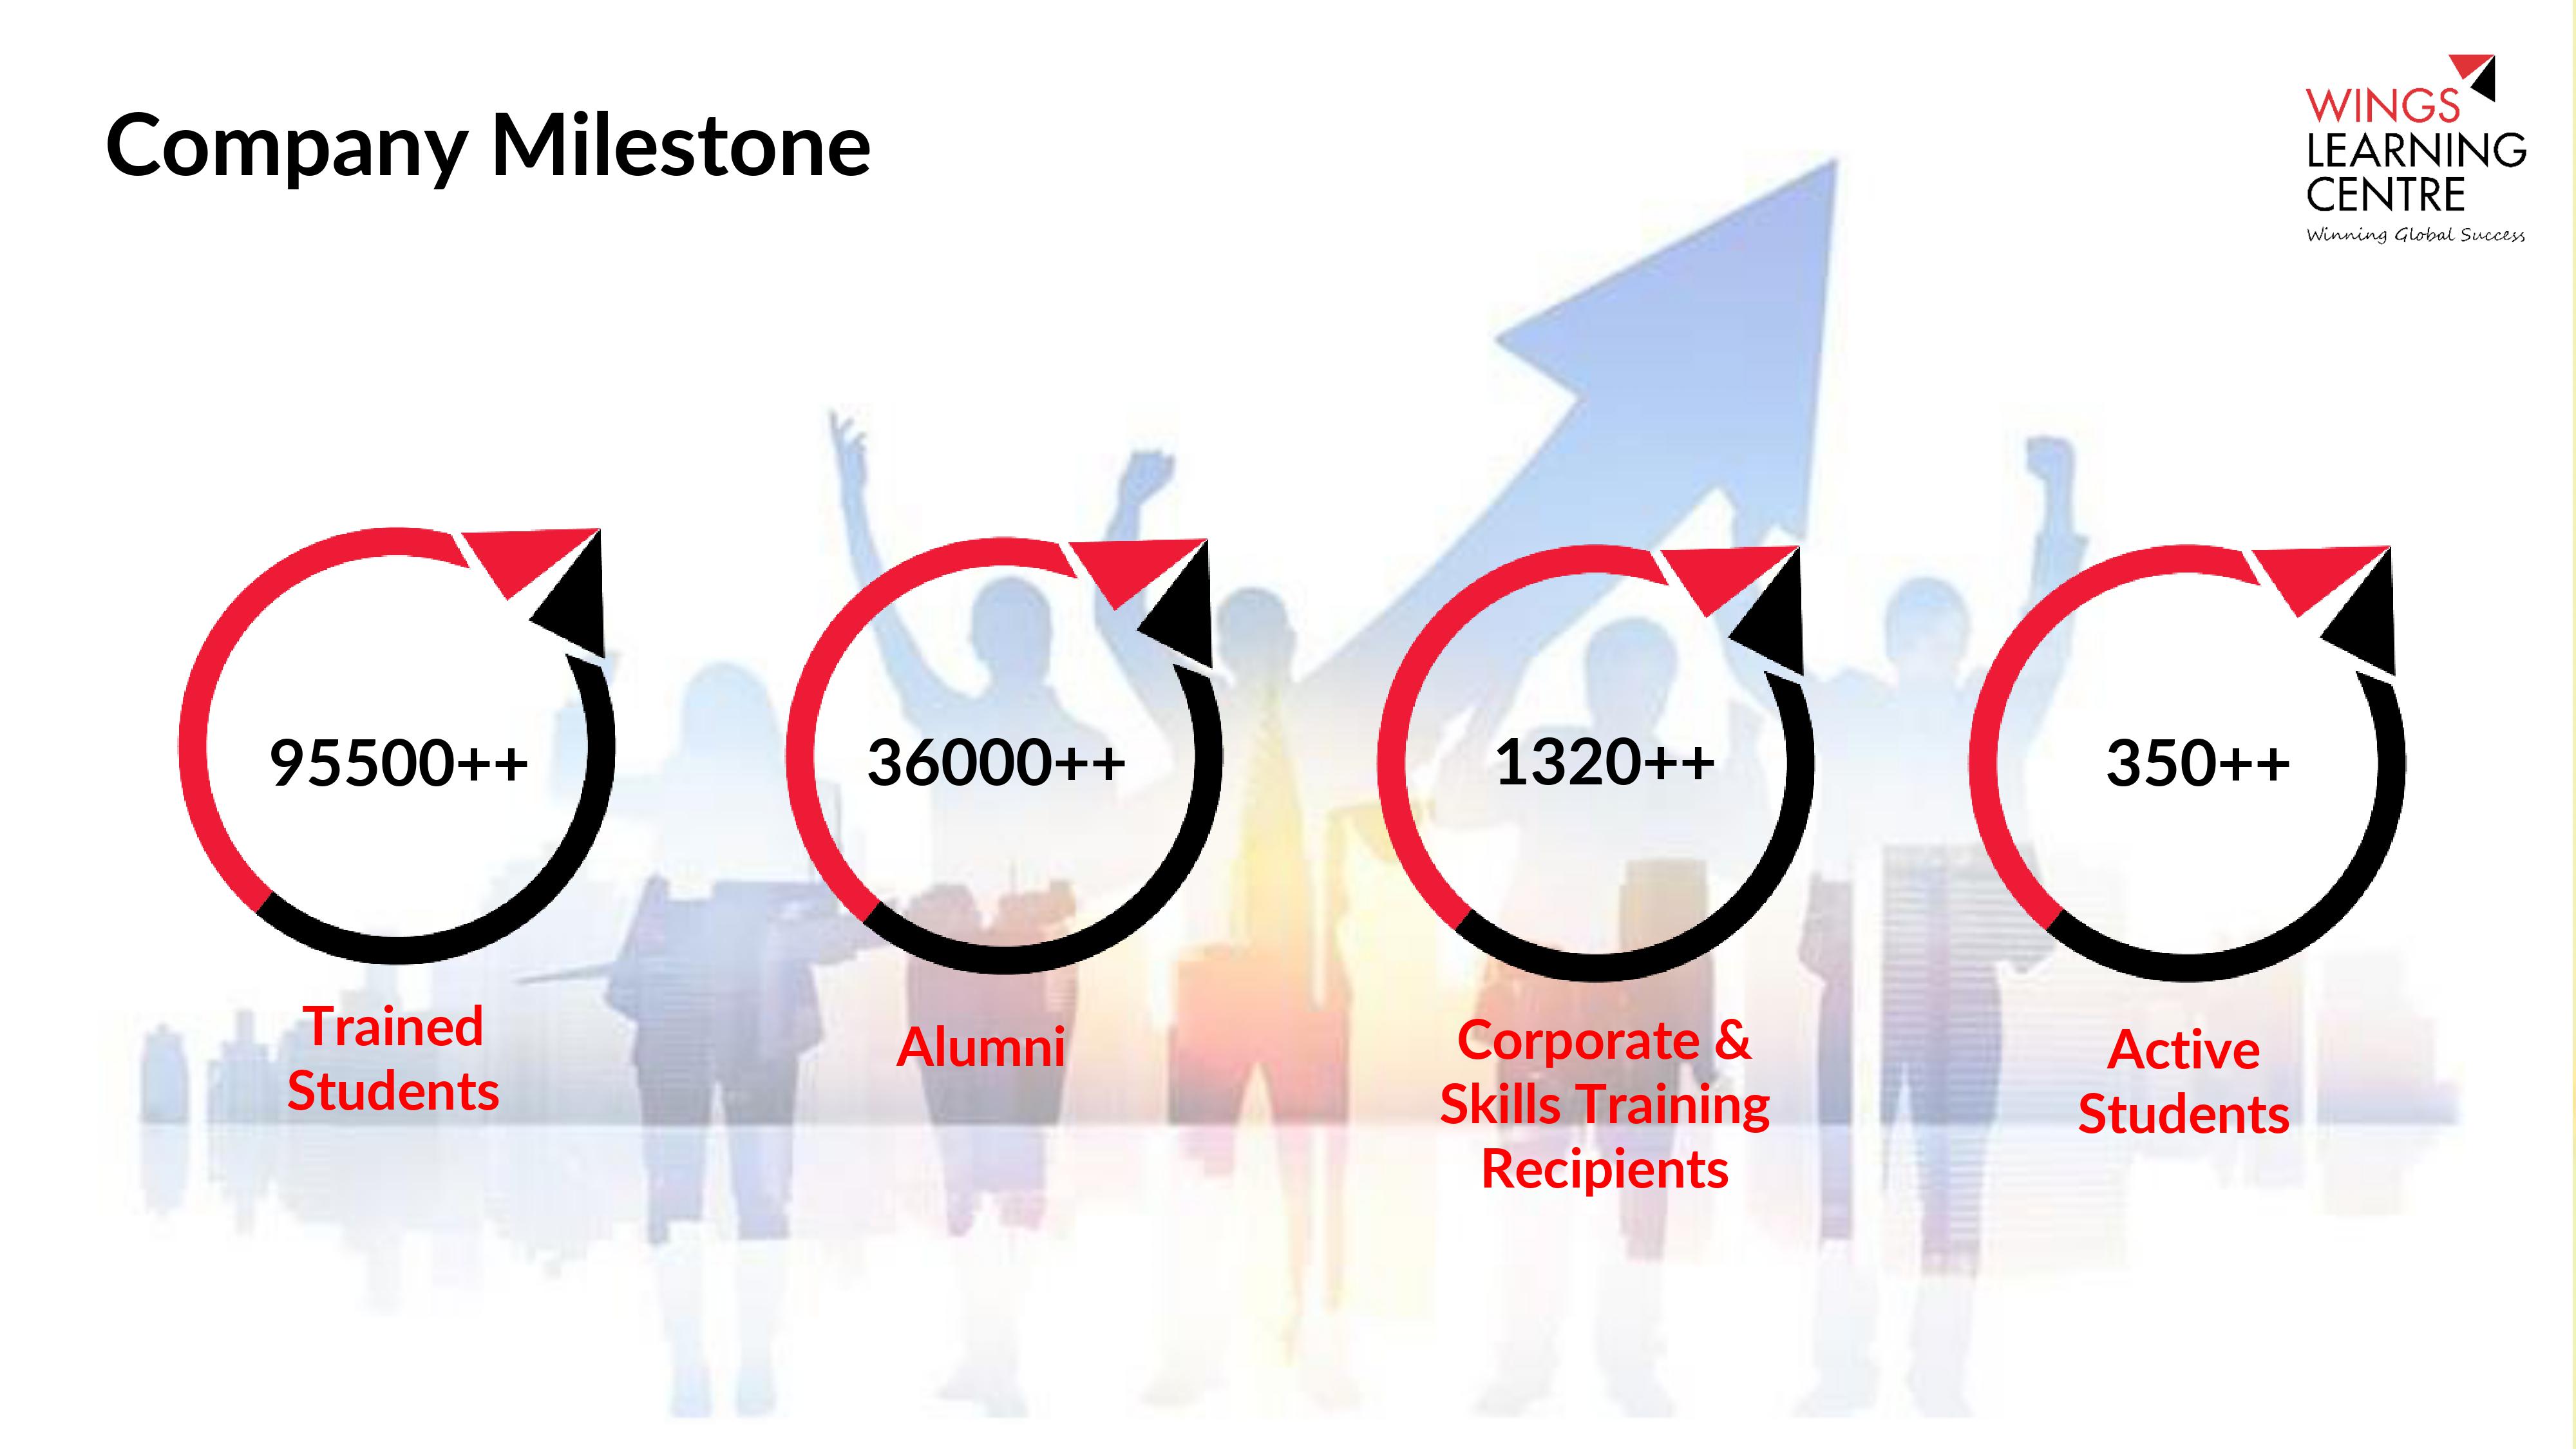 Company Milestone
WINGS
LEARNING
CENTRE
Winning Global Success
95500++
36000++
1320++
350++
Trained
Students
Alumni
Corporate &
Skills Training
Recipients
Active
Students